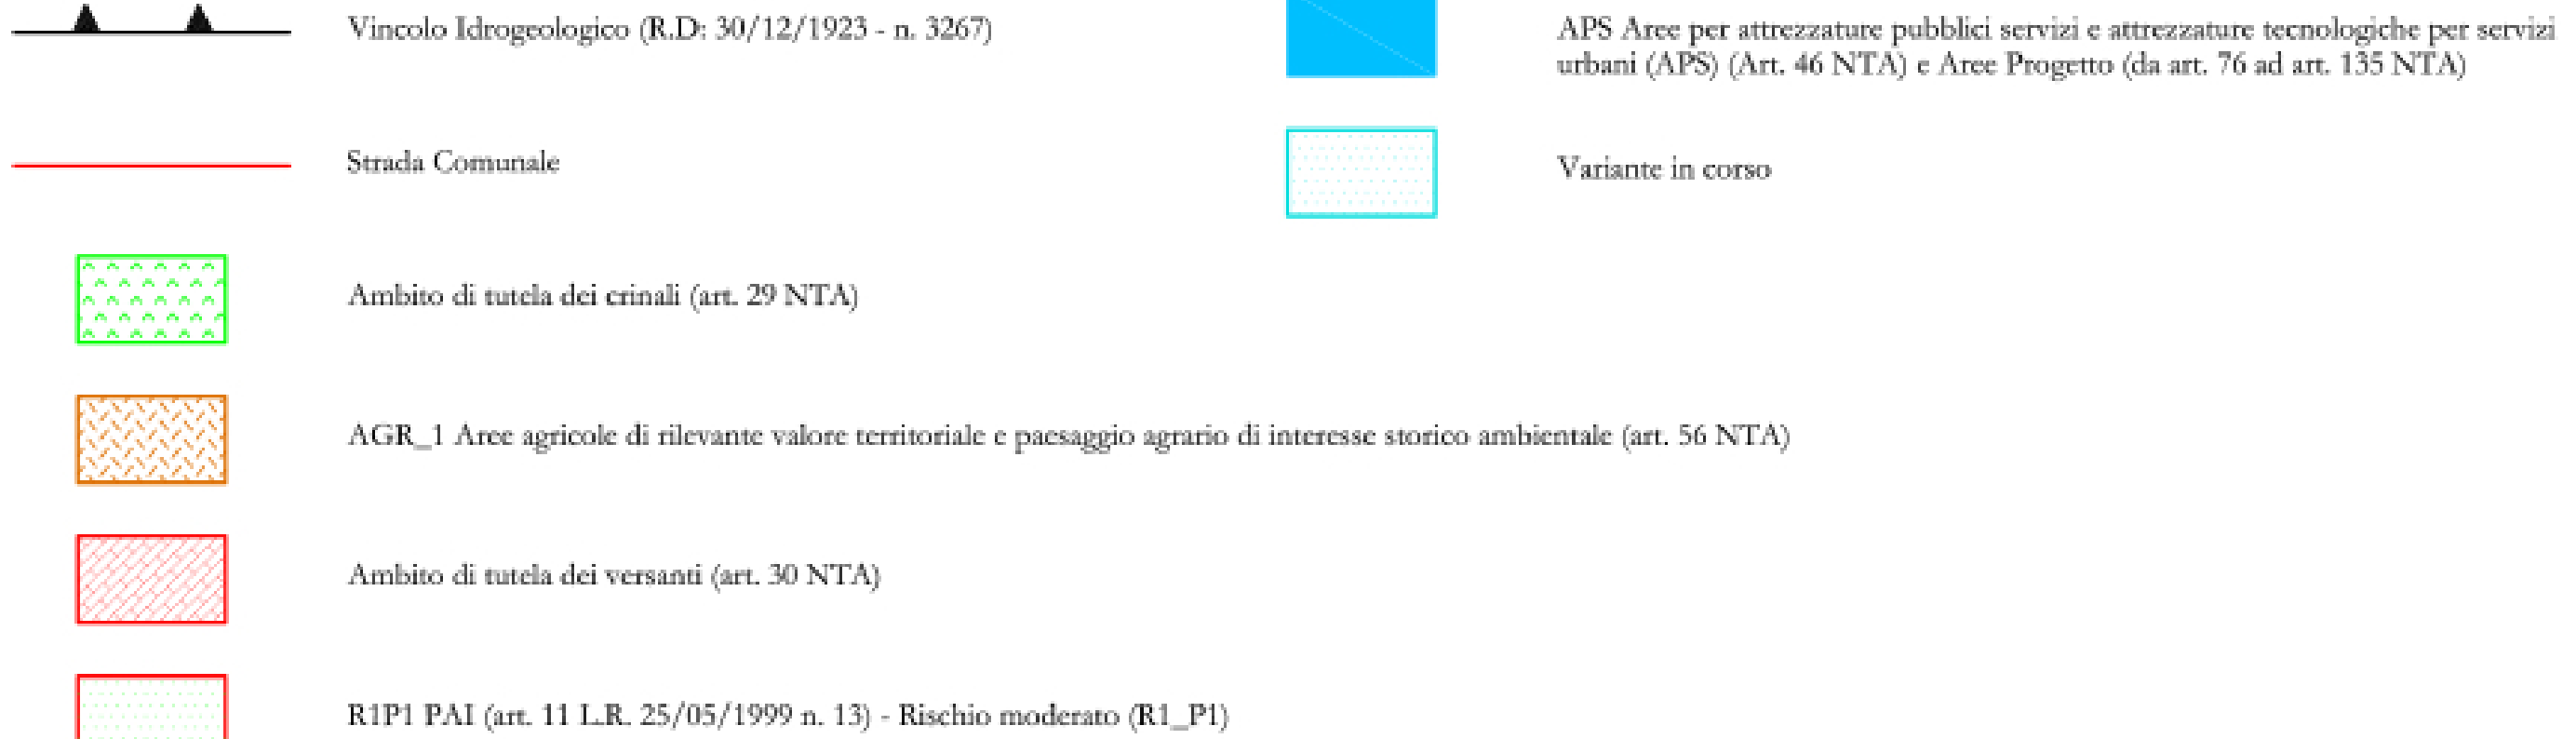 Vincolo Idrogeologico (R.D: 30/12/1923 - n. 3267)
Strada Comunale
Ambito di tutela dei crinali (art. 29 NTA)
AGR_1 Aree agricole di rilevante valore territoriale e paesaggio agrario di interesse storico ambientale (art. 56 NTA)
Ambito di tutela dei versanti (art. 30 NTA)
R1P1 PAI (art. 11 L.R. 25/05/1999 n. 13) - Rischio moderato (R1_P1)
APS Aree per attrezzature pubblici servizi e attrezzature tecnologiche per servizi
urbani (APS) (Art. 46 NTA) e Aree Progetto (da art. 76 ad art. 135 NTA)
Variante in corso